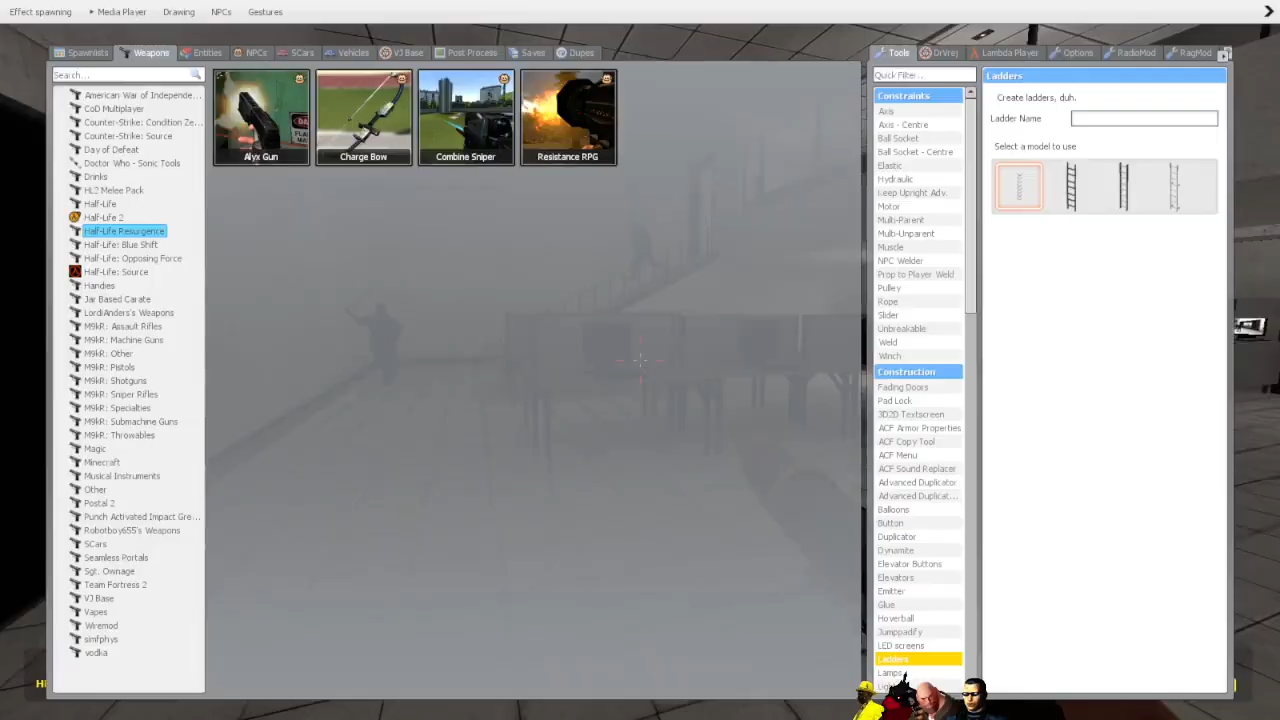 Effect spawning
Media Player
Drawing
NPCs
Gestures
Spawnlists
Weapons
Entities
NPCs
SCars
Vehicles
VJ Base
Post Process
Saves
Dupes
Search...
American War of Independe...
CoD Multiplayer
Counter-Strike: Condition Ze...
Counter-Strike: Source
Day of Defeat
Doctor Who - Sonic Tools
Drinks
HL2 Melee Pack
Half-Life
Half-Life 2
Half-Life Resurgence
Half-Life: Blue Shift
Half-Life: Opposing Force
Half-Life: Source
Handies
Jar Based Carate
LordiAnders's Weapons
M9kR: Assault Rifles
M9kR: Machine Guns
M9kR: Other
M9kR: Pistols
M9kR: Shotguns
M9kR: Sniper Rifles
M9kR: Specialties
M9kR: Submachine Guns
M9kR: Throwables
Magic
Minecraft
Musical Instruments
Other
Postal 2
Punch Activated Impact Gre...
Robotboy655's Weapons
SCars
Seamless Portals
Sgt. Ownage
Team Fortress 2
VJ Base
Vapes
Wiremod
simfphys
vodka
Alyx Gun
Charge Bow
Combine Sniper
Resistance RPG
Tools
DrVrej
Lambda Player
Options
RadioMod
RagMod
Quick Filter...
Constraints
Axis
Axis - Centre
Ball Socket
Ball Socket - Centre
Elastic
Hydraulic
Keep Upright Adv.
Motor
Multi-Parent
Multi-Unparent
Muscle
NPC Welder
Prop to Player Weld
Pulley
Rope
Slider
Unbreakable
Weld
Winch
Construction
Fading Doors
Pad Lock
3D2D Textscreen
ACF Armor Properties
ACF Copy Tool
ACF Menu
ACF Sound Replacer
Advanced Duplicator
Advanced Duplicat...
Balloons
Button
Duplicator
Dynamite
Elevator Buttons
Elevators
Emitter
Glue
Hoverball
Jumppadify
LED screens
Ladders
Lamps
Ladders
Create ladders, duh.
Ladder Name
Select a model to use